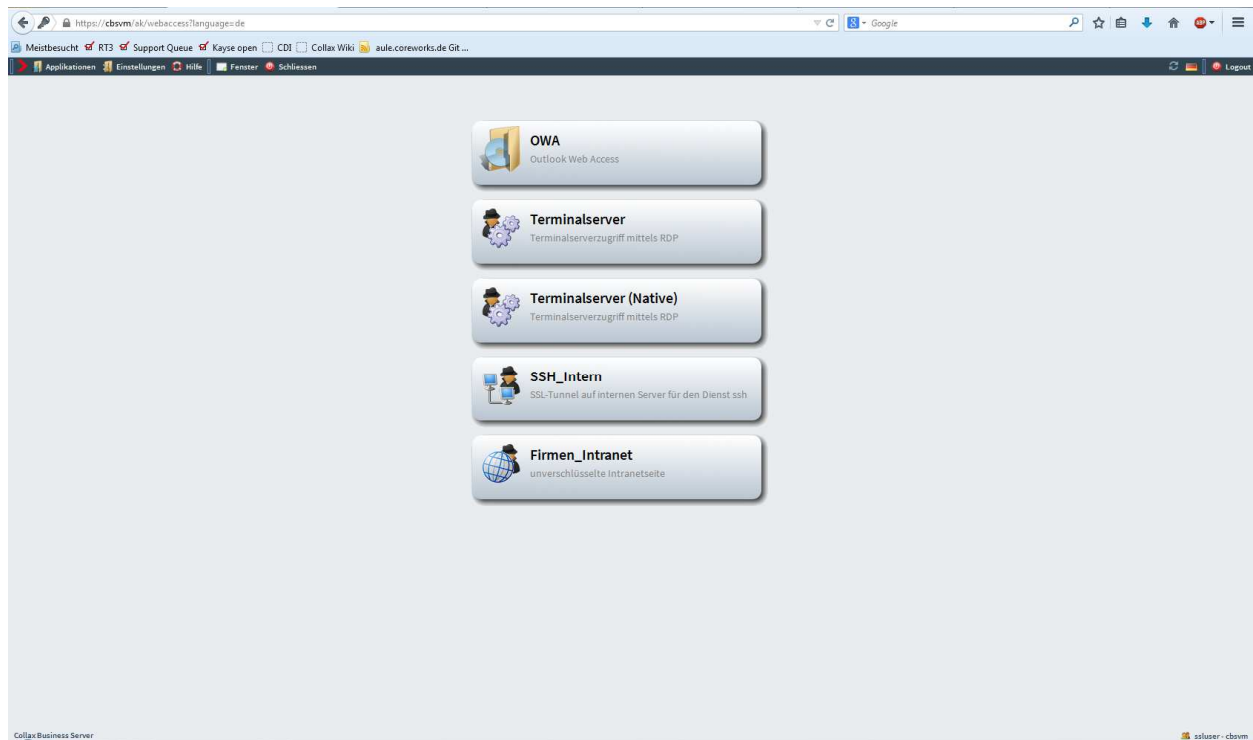 https://cbsvm/ak/webaccess?language=de
Google
Meistbesucht RT3 Support Queue Kayse open CDI Collax Wiki aule.coreworks.de Git ...
Applikationen Einstellungen Hilfe Fenster Schliessen
Logout
OWA
Outlook Web Access
Terminalserver
Terminalserverzugriff mittels RDP
Terminalserver (Native)
Terminalserverzugriff mittels RDP
SSH_Intern
SSL-Tunnel auf internen Server für den Dienst ssh
Firmen_Intranet
unverschlüsselte Intranetseite
Collax Business Server
ssluser - cbsvm